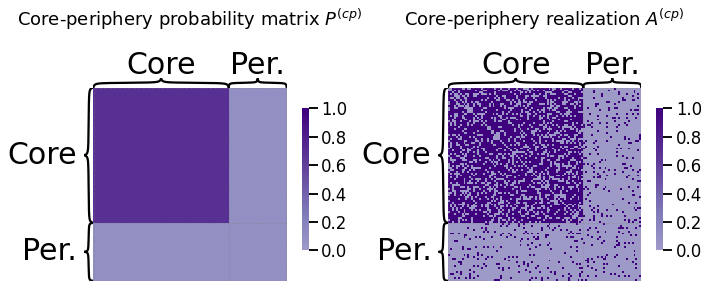 Core-periphery probability matrix $P^{(cp)}$
Core Per.
Core
Per.
1.0
0.8
0.6
0.4
0.2
0.0
Core-periphery realization $A^{(cp)}$
Core Per.
Core
Per.
1.0
0.8
0.6
0.4
0.2
0.0